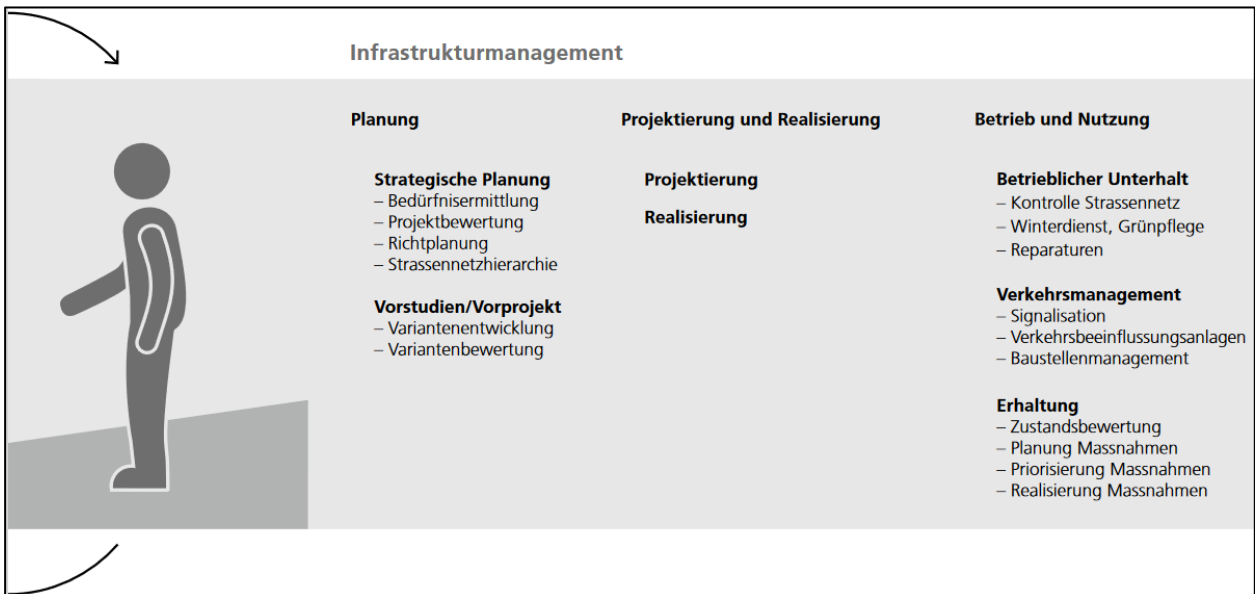 Infrastrukturmanagement
Planung
Strategische Planung
– Bedürfnisermittlung
– Projektbewertung
– Richtplanung
– Strassennetzhierarchie
Vorstudien/Vorprojekt
– Variantenentwicklung
– Variantenbewertung
Projektierung und Realisierung
Projektierung
Realisierung
Betrieb und Nutzung
Betrieblicher Unterhalt
– Kontrolle Strassennetz
– Winterdienst, Grünpflege
– Reparaturen
Verkehrsmanagement
– Signalisation
– Verkehrsbeeinflussungsanlagen
– Baustellenmanagement
Erhaltung
– Zustandsbewertung
– Planung Massnahmen
– Priorisierung Massnahmen
– Realisierung Massnahmen